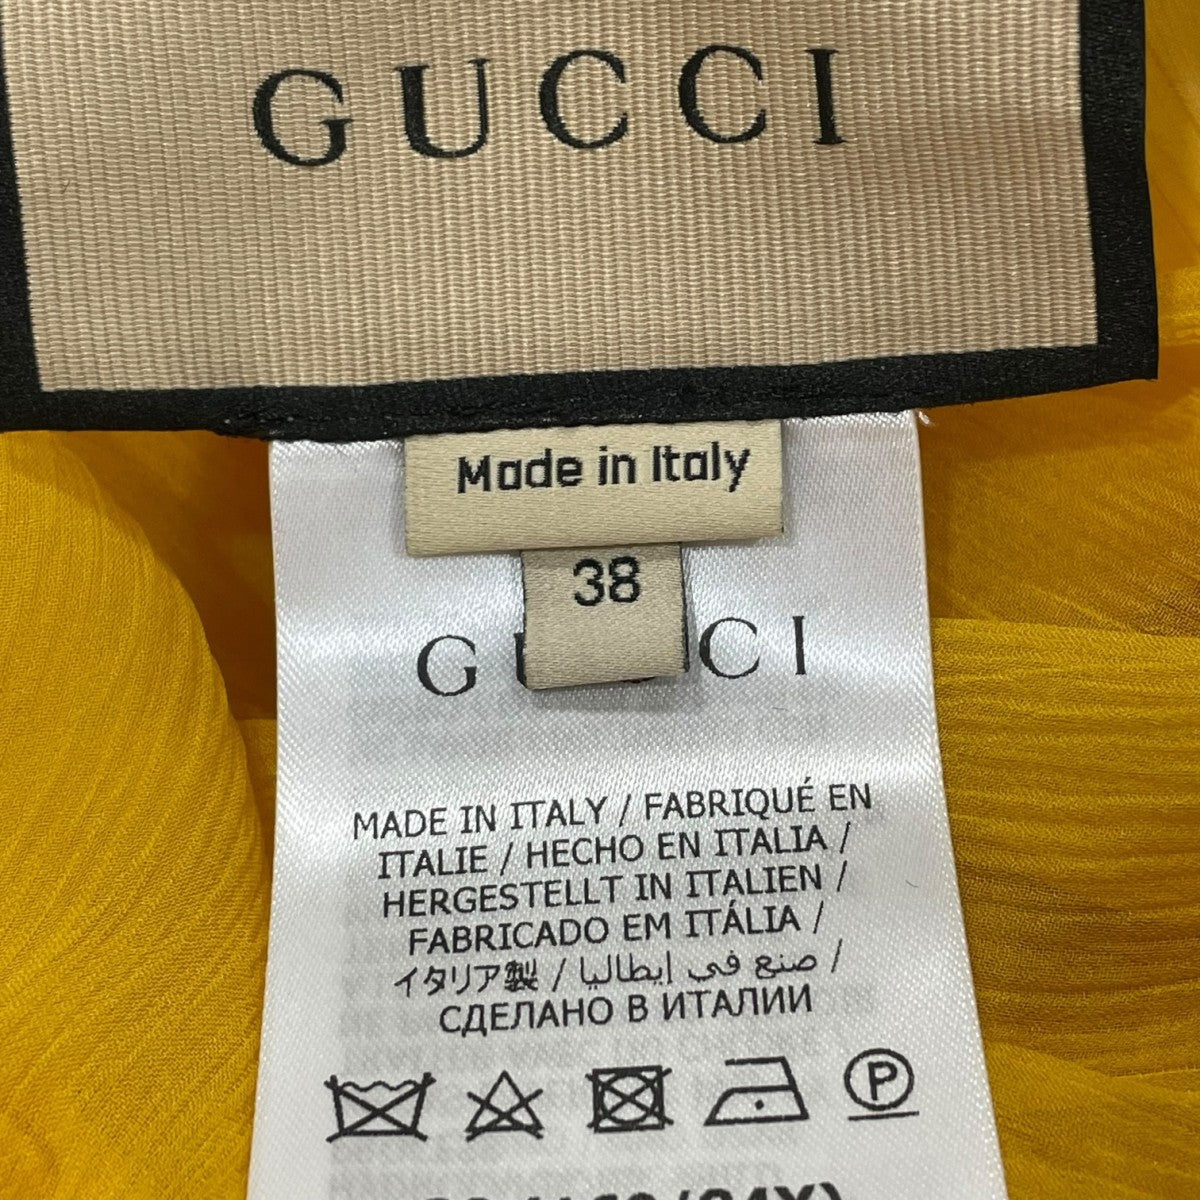 GUCCI
Made in Italy
38
G CI
MADE IN ITALY / FABRIQUÉ EN
ITALIE / HECHO EN ITALIA /
HERGESTELLT IN ITALIEN /
FABRICADO EM ITÁLIA /
イタリア製 / صنع في إيطاليا /
СДЕЛАНО В ИТАЛИИ
P